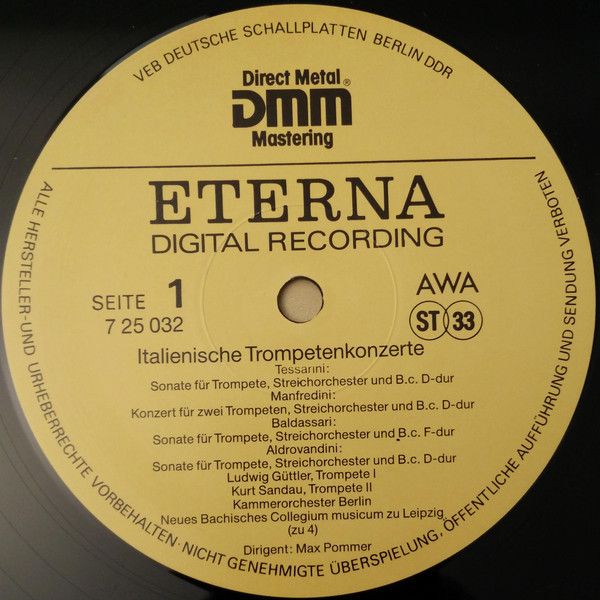 VEB DEUTSCHE SCHALLPLATTEN BERLIN DDR
Direct Metal®
DMM
Mastering
ETERNA
DIGITAL RECORDING
SEITE 1
7 25 032
AWA
ST 33
Italienische Trompetenkonzerte
Tessarini:
Sonate für Trompete, Streichorchester und B.c. D-dur
Manfredini:
Konzert für zwei Trompeten, Streichorchester und B.c. D-dur
Baldassari:
Sonate für Trompete, Streichorchester und B.c. F-dur
Aldrovandini:
Sonate für Trompete, Streichorchester und B.c. D-dur
Ludwig Güttler, Trompete I
Kurt Sandau, Trompete II
Kammerorchester Berlin
Neues Bachisches Collegium musicum zu Leipzig
(zu 4)
Dirigent: Max Pommer
ALLE HERSTELLER-UND URHEBERRECHTE VORBEHALTEN·NICHT GENEHMIGTE ÜBERSPIELUNG, ÖFFENTLICHE AUFFÜHRUNG UND SENDUNG VERBOTEN